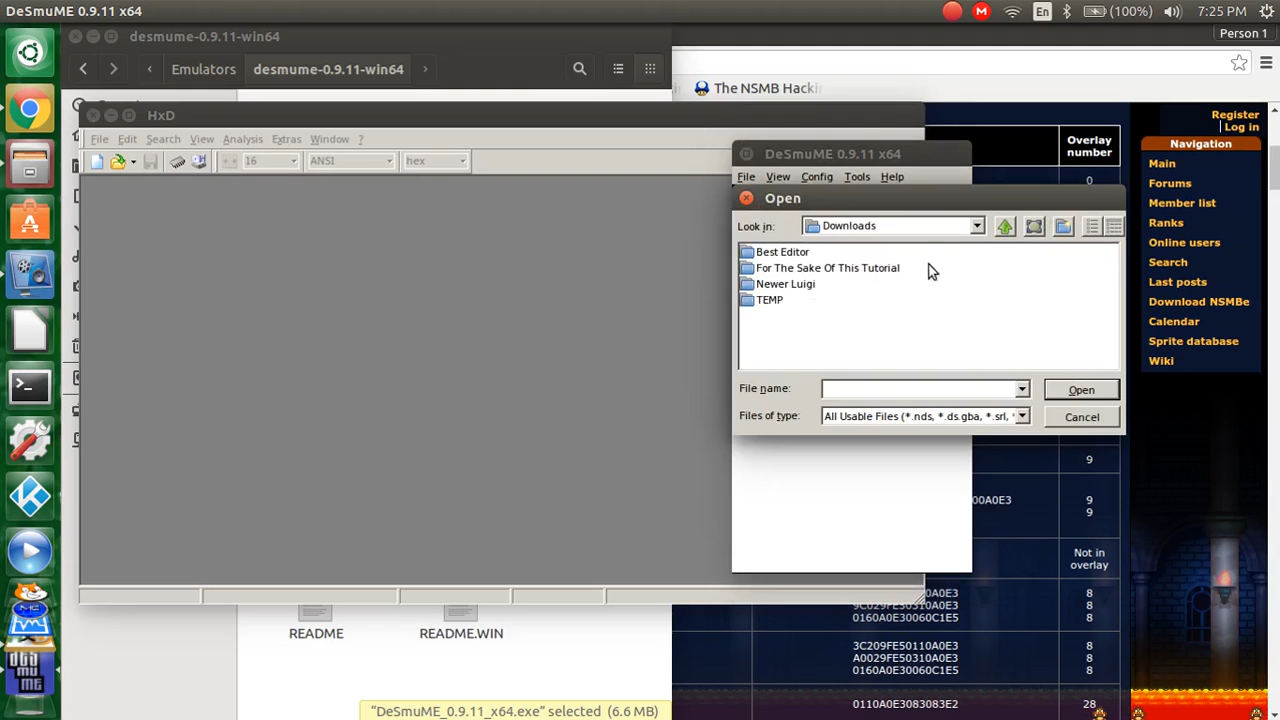 DeSmuME 0.9.11 x64
En
(100%)
7:25 PM
desmume-0.9.11-win64
Person 1
Emulators
desmume-0.9.11-win64
The NSMB Hackin
HxD
Register
Log in
File Edit Search View Analysis Extras Window ?
Overlay
number
Navigation
16
ANSI
hex
DeSmuME 0.9.11 x64
Main
File View Config Tools Help
0
Forums
Open
Member list
Look in:
Downloads
Ranks
Best Editor
Online users
For The Sake Of This Tutorial
Search
Newer Luigi
Last posts
TEMP
Download NSMBe
Calendar
Sprite database
Wiki
File name:
Open
Files of type:
All Usable Files (*.nds, *.ds.gba, *.srl, *
Cancel
9
00A0E3
9
9
Not in
overlay
0A0E3
8
9C029FE50310A0E3
8
0160A0E30060C1E5
8
README
README.WIN
3C209FE50110A0E3
8
A0029FE50310A0E3
8
0160A0E30060C1E5
8
"DeSmuME_0.9.11_x64.exe" selected (6.6 MB)
0110A0E3083083E2
28